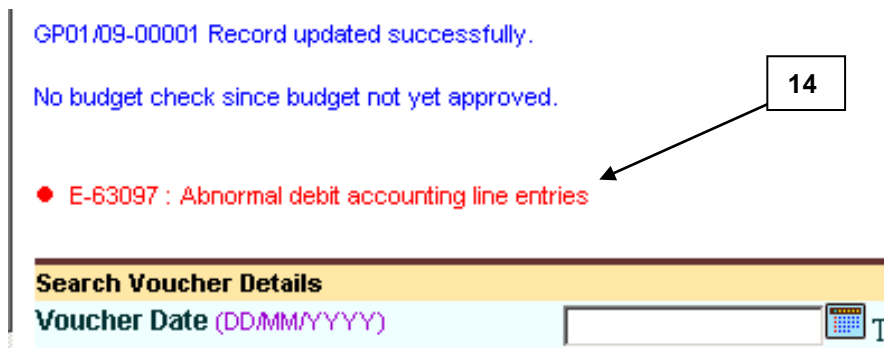 GP01/09-00001 Record updated successfully.
No budget check since budget not yet approved.
14
E-63097 : Abnormal debit accounting line entries
Search Voucher Details
Voucher Date (DD/MM/YYYY)
T